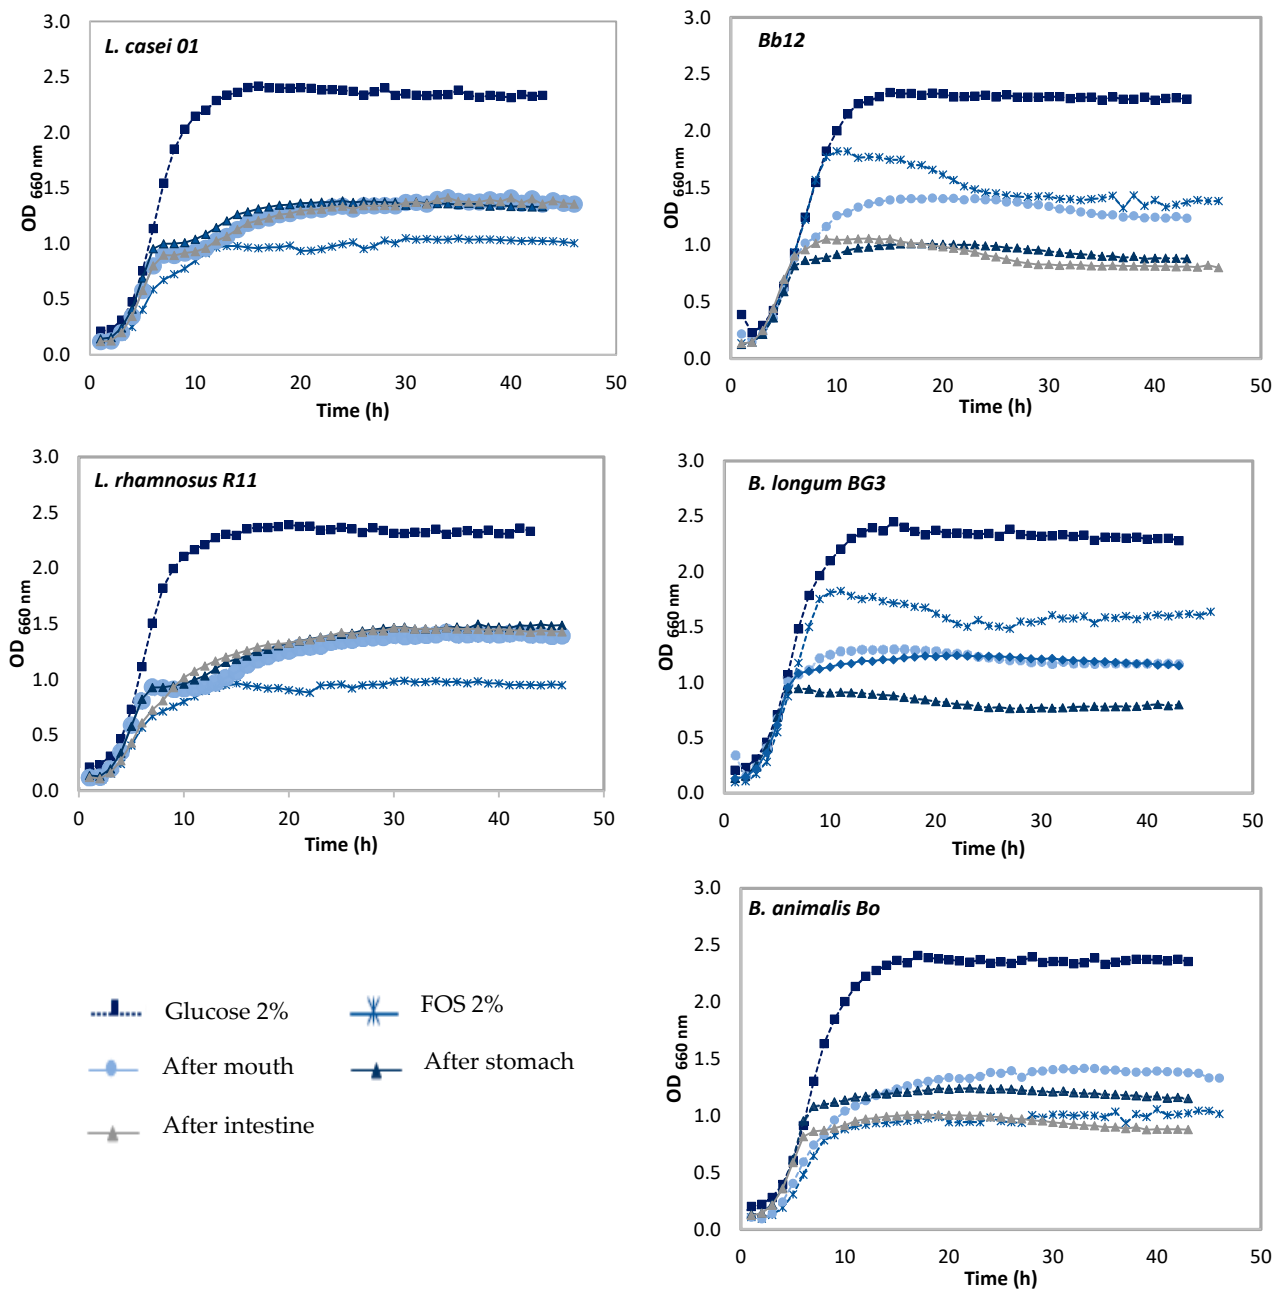 L. casei 01
3.0
2.5
2.0
1.5
1.0
0.5
0.0
OD 660 nm
0 10 20 30 40 50
Time (h)
Bb12
3.0
2.5
2.0
1.5
1.0
0.5
0.0
OD 660 nm
0 10 20 30 40 50
Time (h)
L. rhamnosus R11
3.0
2.5
2.0
1.5
1.0
0.5
0.0
OD 660 nm
0 10 20 30 40 50
Time (h)
B. longum BG3
3.0
2.5
2.0
1.5
1.0
0.5
0.0
OD 660 nm
0 10 20 30 40 50
Time (h)
B. animalis Bo
3.0
2.5
2.0
1.5
1.0
0.5
0.0
OD 660 nm
0 10 20 30 40 50
Time (h)
Glucose 2%
FOS 2%
After mouth
After stomach
After intestine